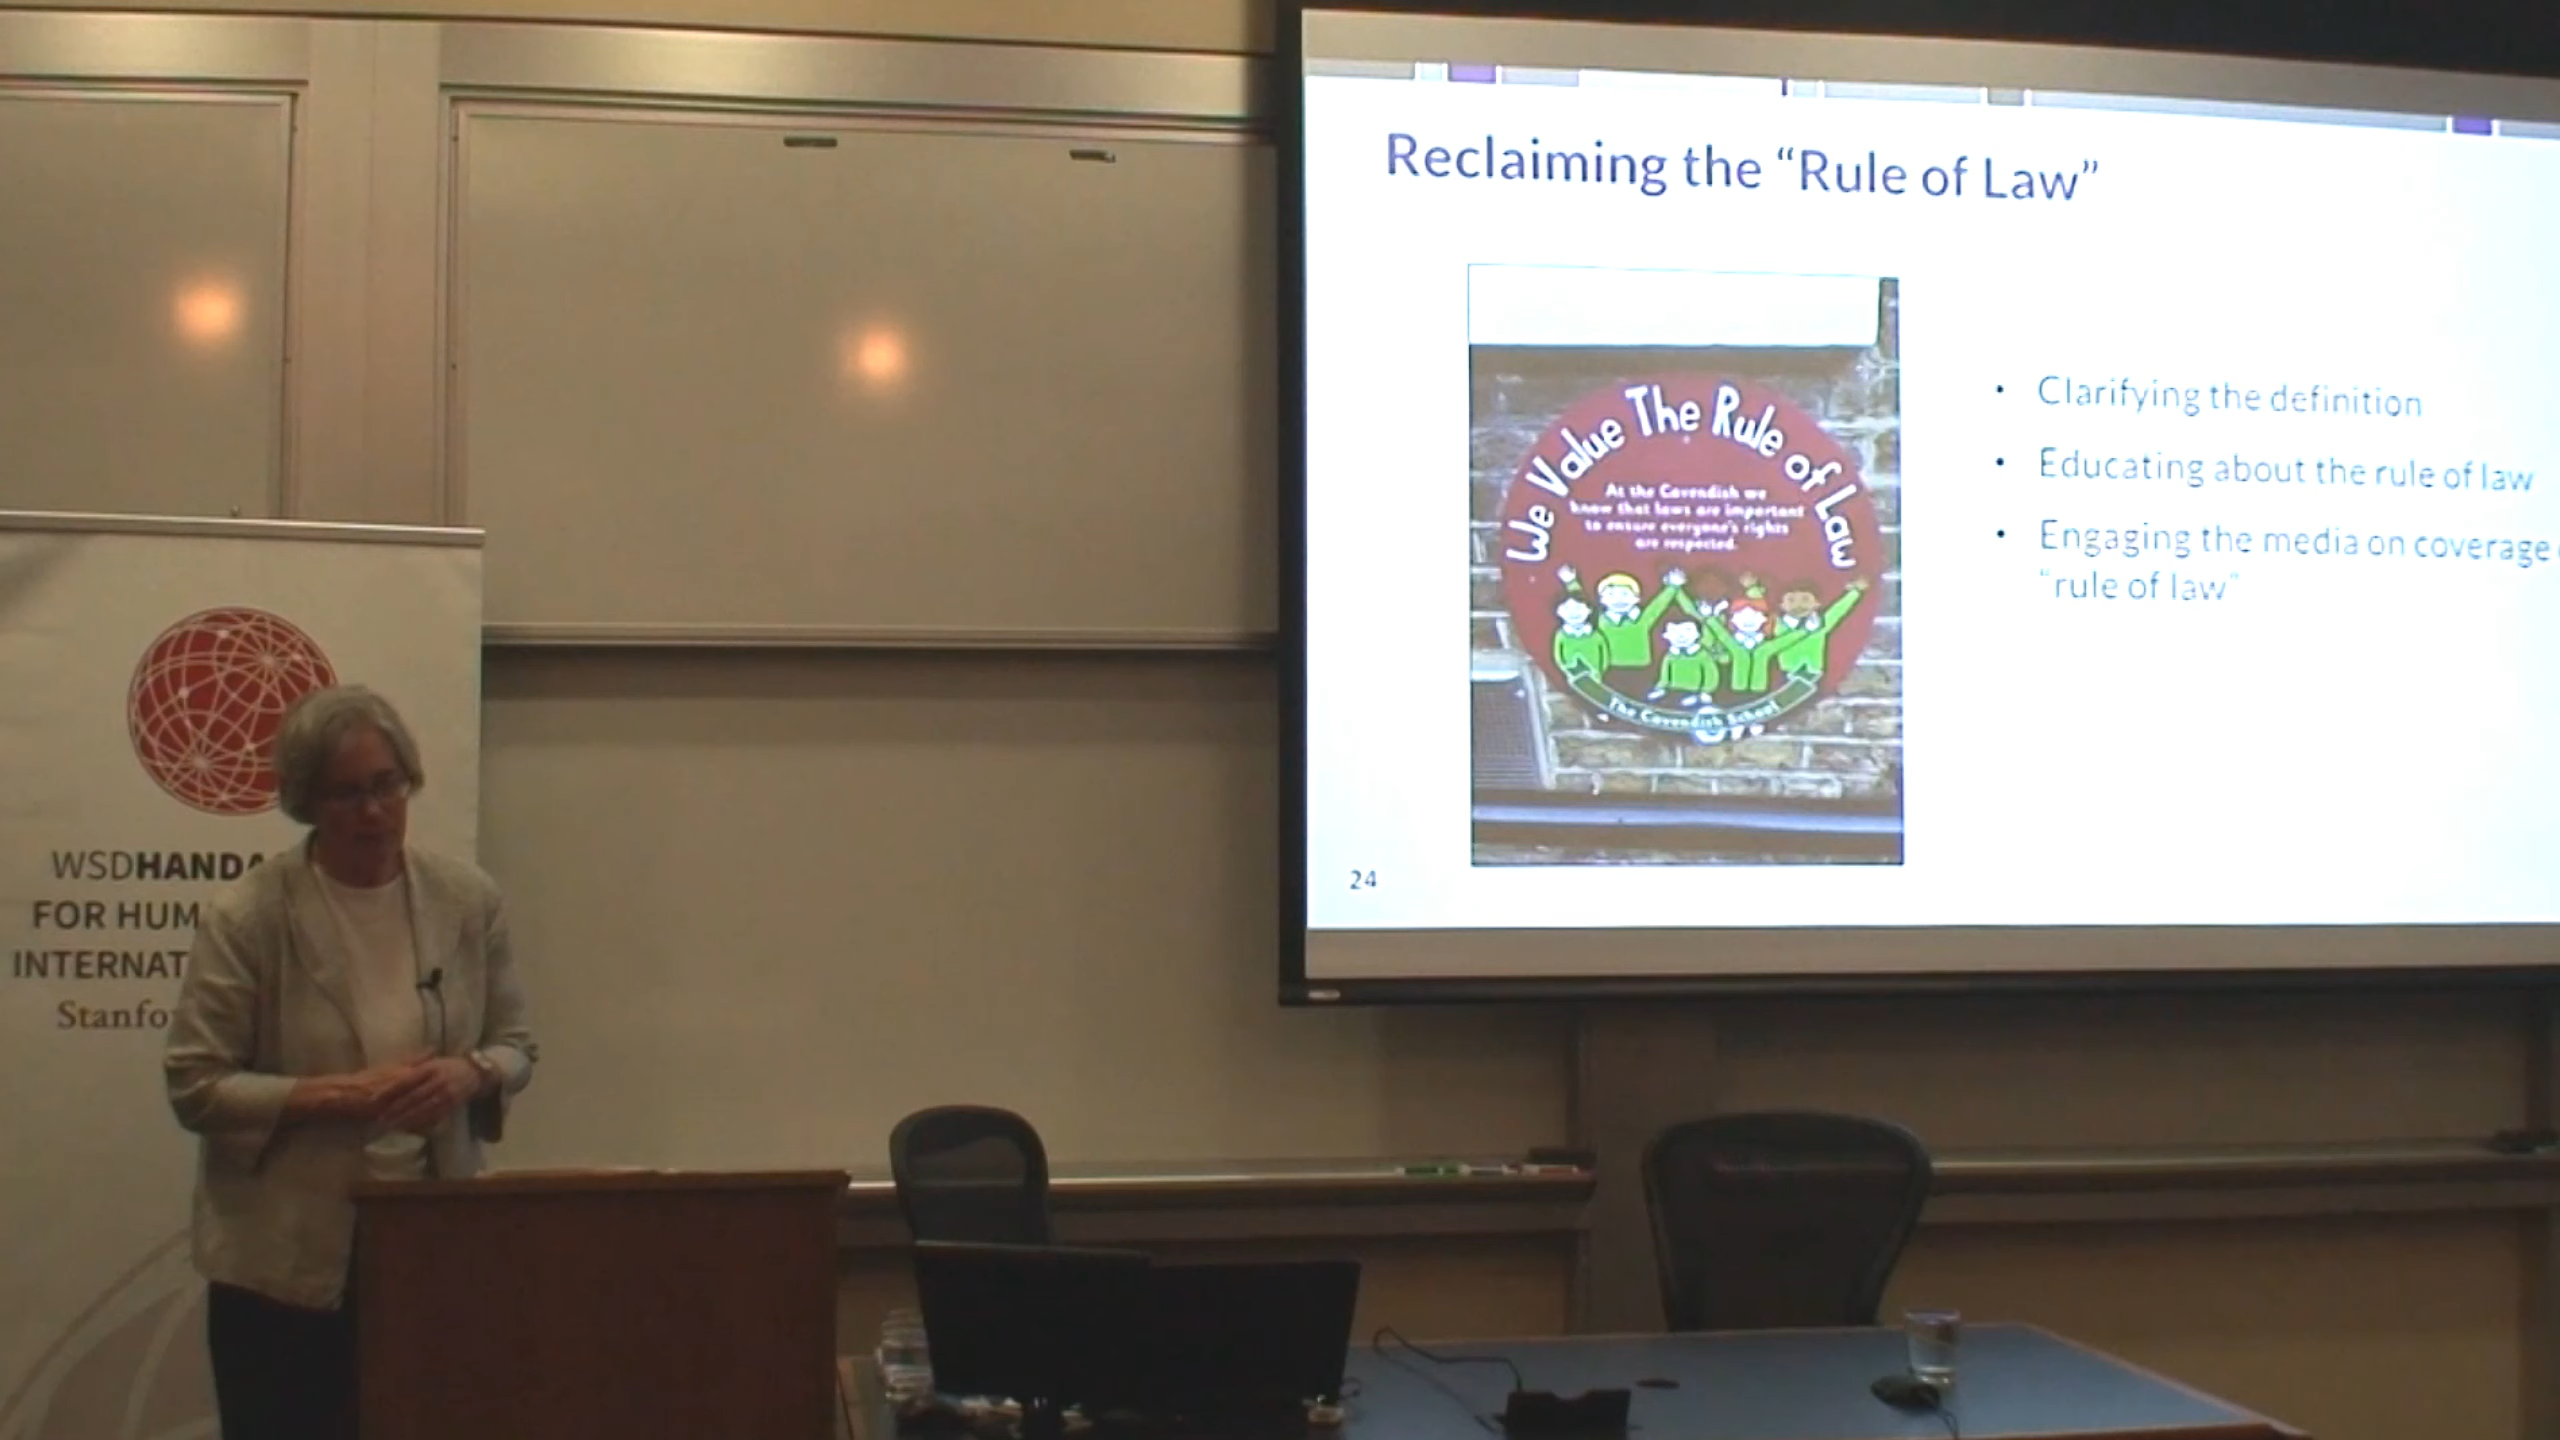 Reclaiming the “Rule of Law”
We Value The Rule of Law
At the Cavendish we
know that laws are important
to ensure everyone's rights
are respected.
The Cavendish School
• Clarifying the definition
• Educating about the rule of law
• Engaging the media on coverage
“rule of law”
24
WSDHANDA
FOR HUM
INTERNAT
Stanfo